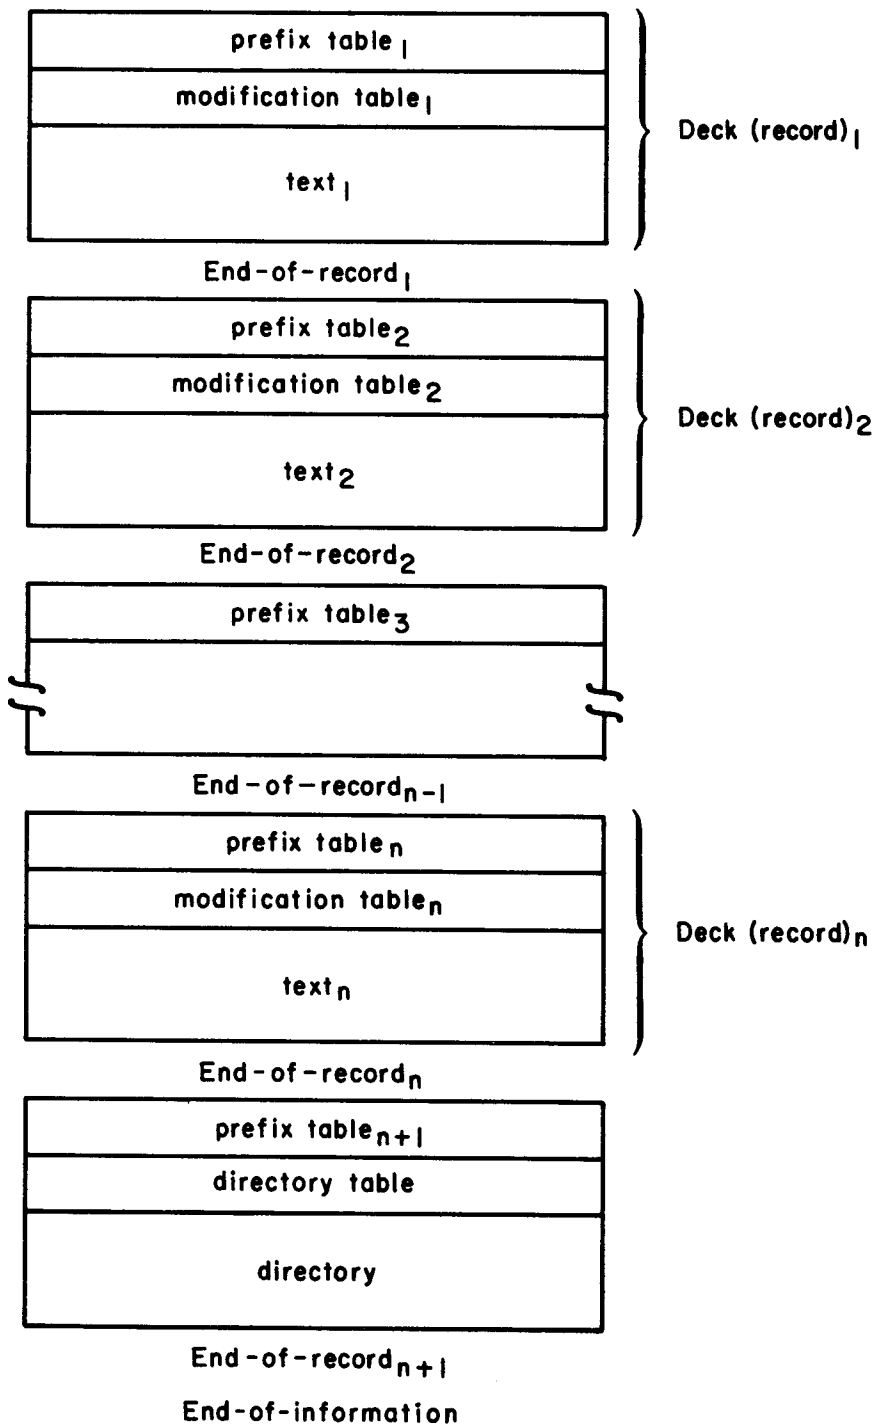 prefix table₁
modification table₁
Deck (record)₁
text₁
End-of-record₁
prefix table₂
modification table₂
Deck (record)₂
text₂
End-of-record₂
prefix table₃
End-of-recordₙ₋₁
prefix tableₙ
modification tableₙ
Deck (record)ₙ
textₙ
End-of-recordₙ
prefix tableₙ₊₁
directory table
directory
End-of-recordₙ₊₁
End-of-information